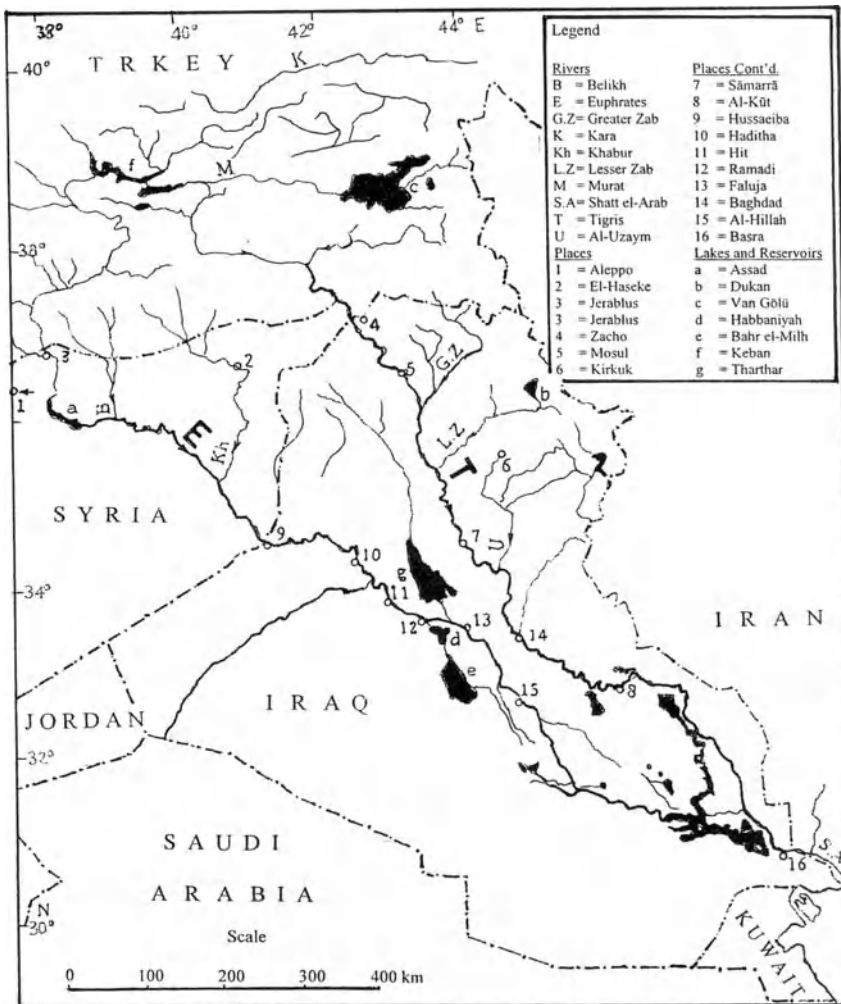 38° 40° 42° 44° E
40°
TRKEY
K
Legend
Rivers
B = Belikh
E = Euphrates
G.Z= Greater Zab
K = Kara
Kh = Khabur
L.Z = Lesser Zab
M = Murat
S.A= Shatt el-Arab
T = Tigris
U = Al-Uzaym
Places
1 = Aleppo
2 = El-Haseke
3 = Jerablus
3 = Jerablus
4 = Zacho
5 = Mosul
6 = Kirkuk
Places Cont'd.
7 = Sāmarrā
8 = Al-Kūt
9 = Hussaeiba
10 = Haditha
11 = Hit
12 = Ramadi
13 = Faluja
14 = Baghdad
15 = Al-Hillah
16 = Basra
Lakes and Reservoirs
a = Assad
b = Dukan
c = Van Gölü
d = Habbaniyah
e = Bahr el-Milh
f = Keban
g = Tharthar
f
M
c
38°
4
3
2
5
G.Z
1
a
B
b
E
Kh
L.Z
T
6
SYRIA
9
7
U
10
g
34°
11
12
13
14
IRAN
d
e
8
JORDAN
IRAQ
15
32°
SAUDI
ARABIA
16
S.A
N
30°
KUWAIT
Scale
0 100 200 300 400 km